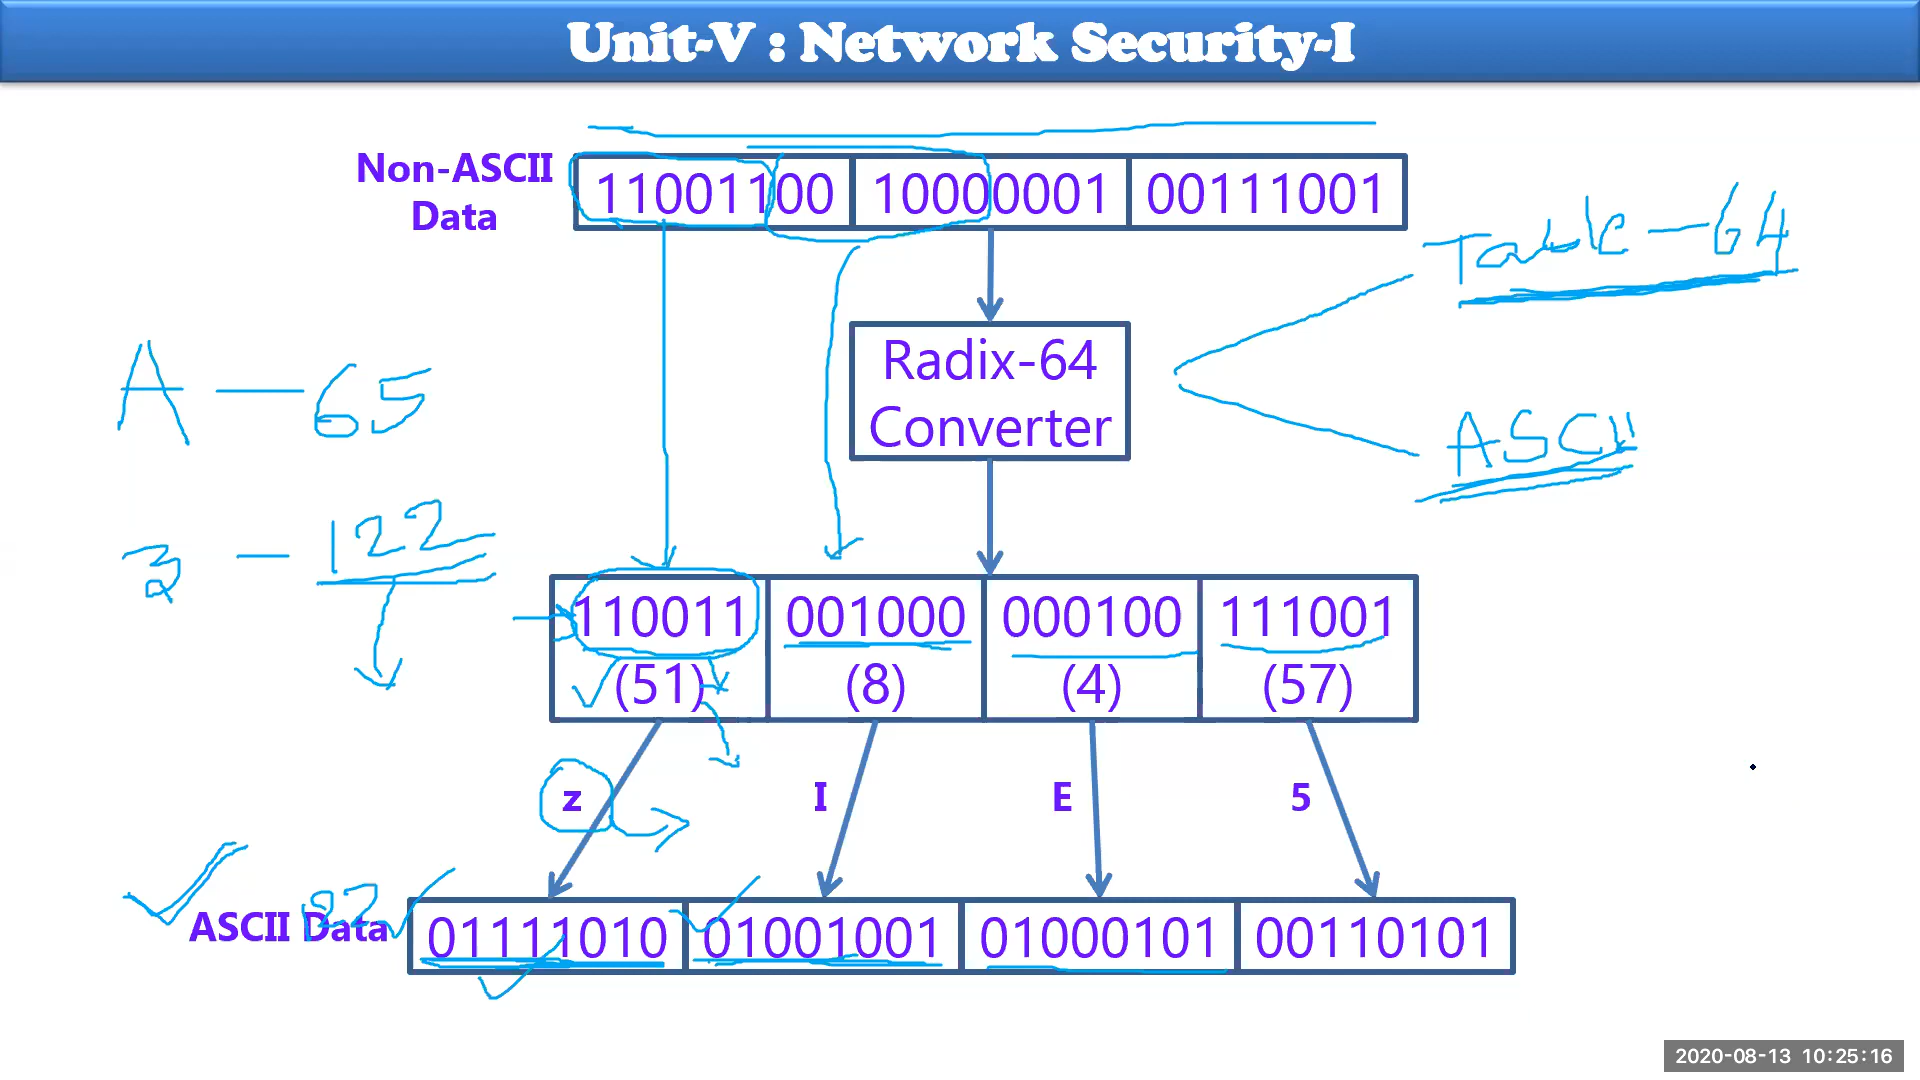 Unit-V : Network Security-I
Non-ASCII
Data
11001100 10000001 00111001
Table - 64
Radix-64
Converter
A - 65
ASCII
z - 122
110011 001000 000100 111001
(51) (8) (4) (57)
z I E 5
ASCII Data
01111010 01001001 01000101 00110101
2020-08-13 10:25:16